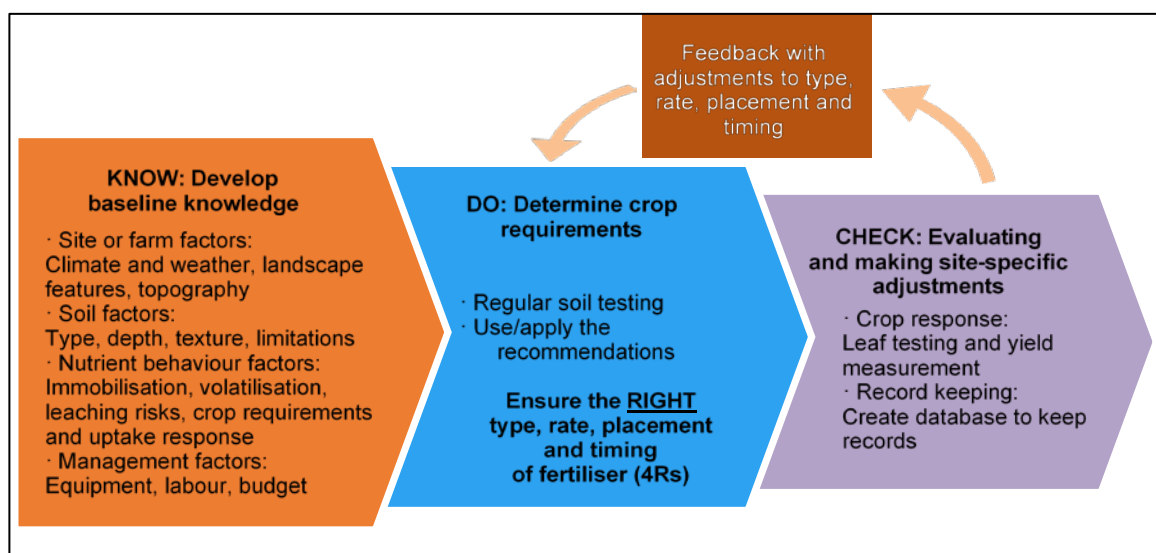 Feedback with
adjustments to type,
rate, placement and
timing
KNOW: Develop
baseline knowledge
· Site or farm factors:
Climate and weather, landscape
features, topography
· Soil factors:
Type, depth, texture, limitations
· Nutrient behaviour factors:
Immobilisation, volatilisation,
leaching risks, crop requirements
and uptake response
· Management factors:
Equipment, labour, budget
DO: Determine crop
requirements
· Regular soil testing
· Use/apply the
recommendations
Ensure the RIGHT
type, rate, placement
and timing
of fertiliser (4Rs)
CHECK: Evaluating
and making site-specific
adjustments
· Crop response:
Leaf testing and yield
measurement
· Record keeping:
Create database to keep
records